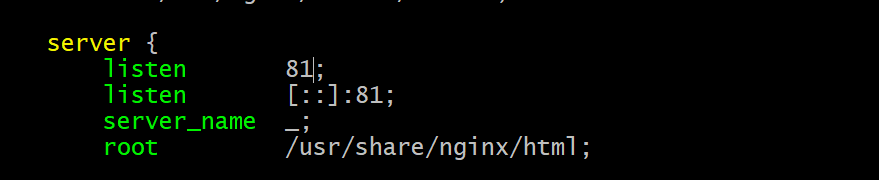 server {
    listen       81;
    listen       [::]:81;
    server_name  _;
    root         /usr/share/nginx/html;